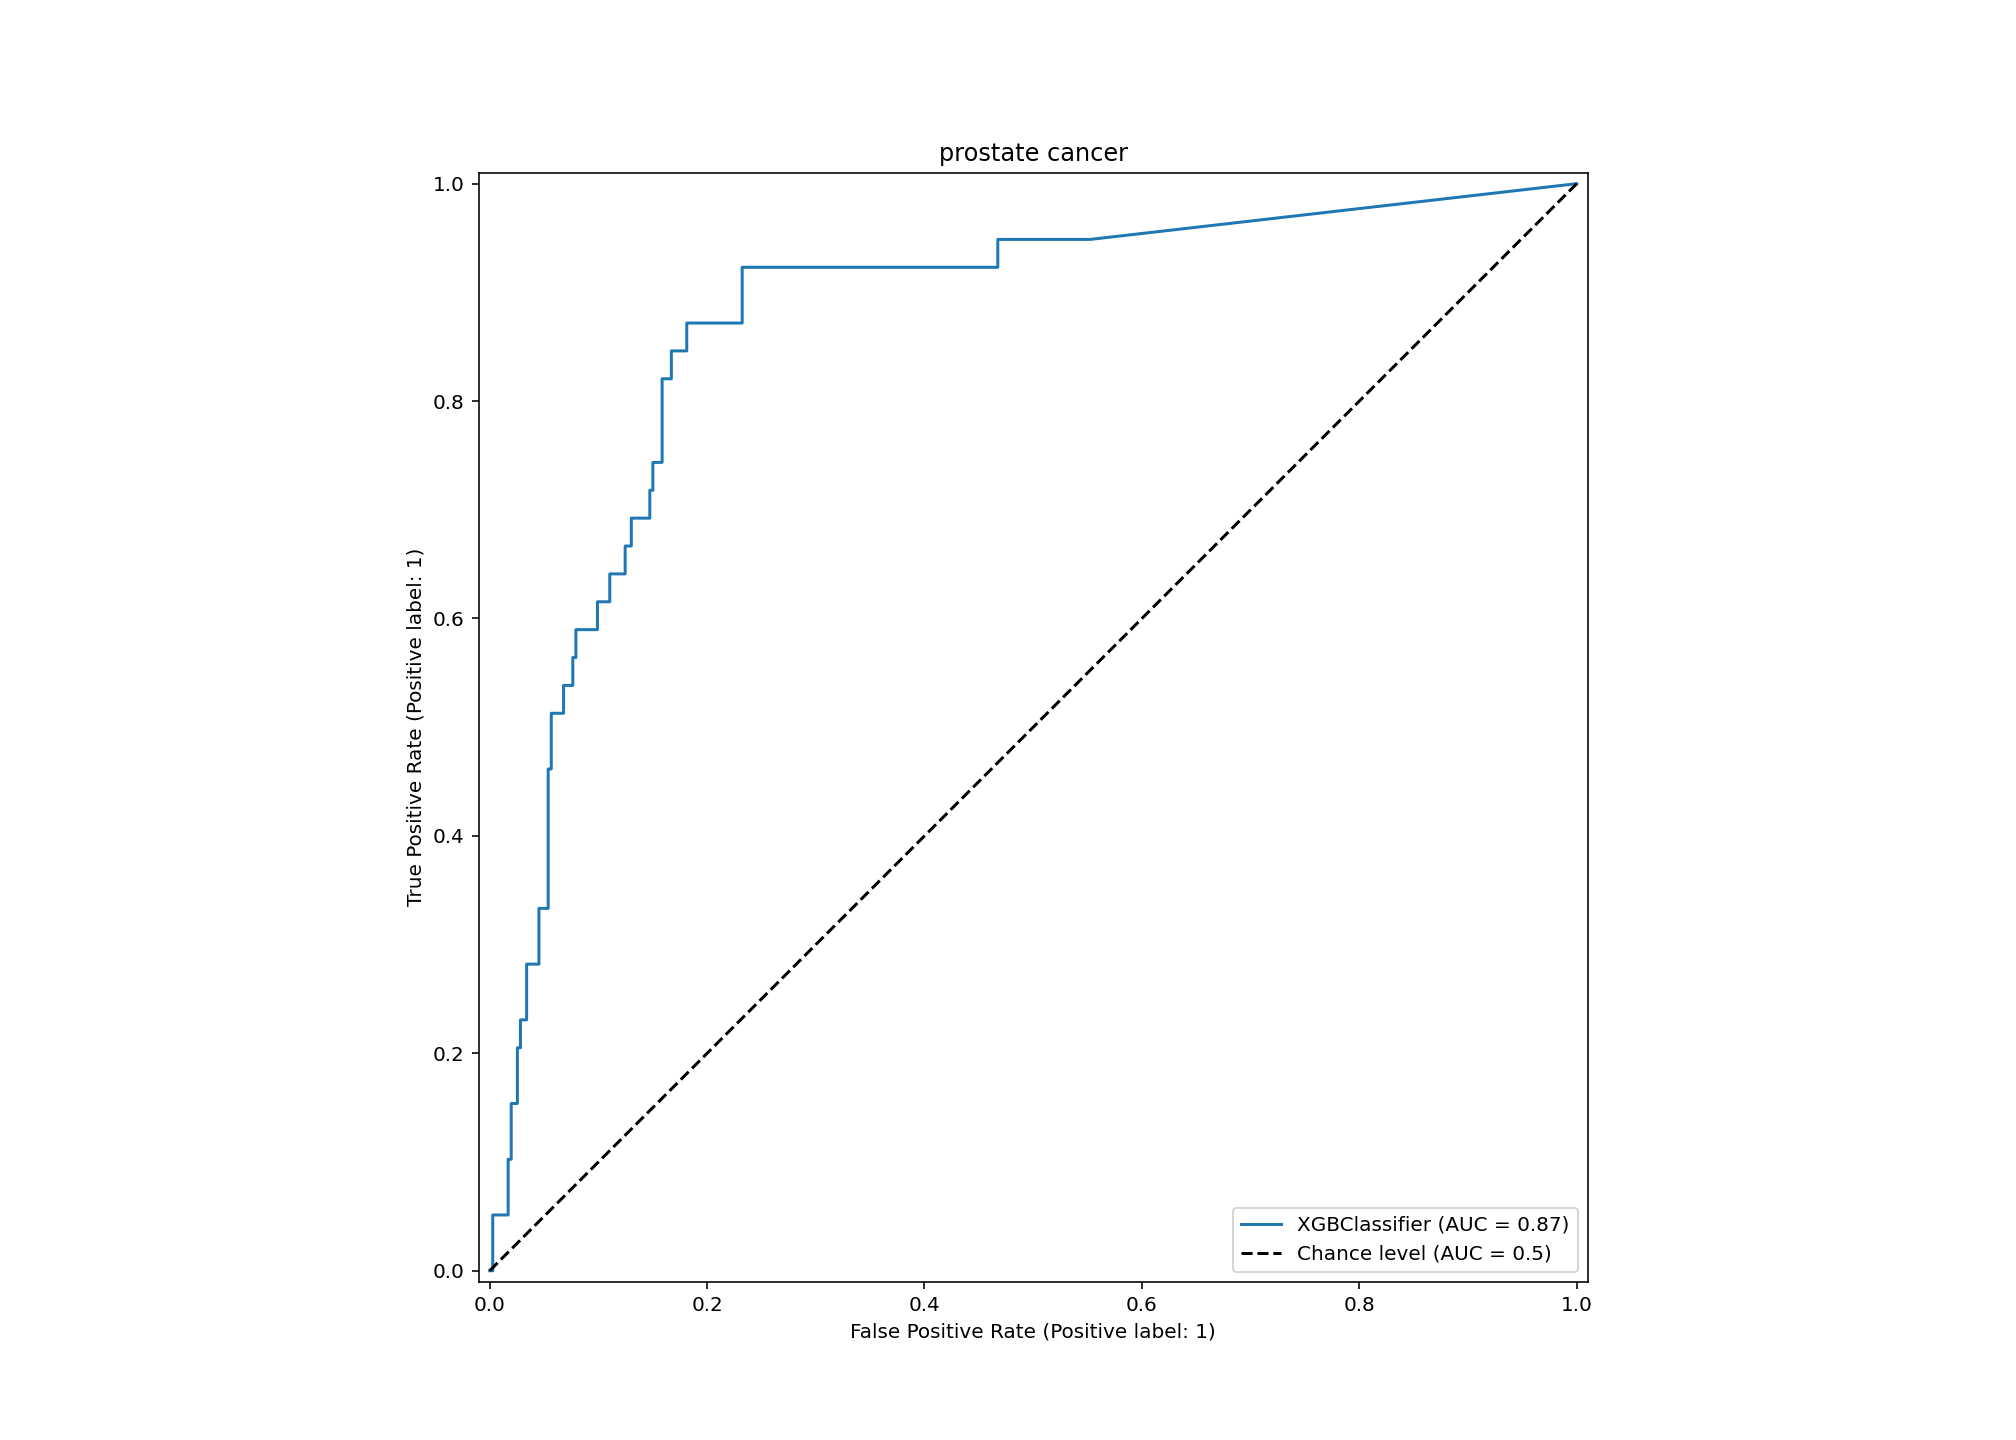 prostate cancer
1.0
0.8
0.6
0.4
0.2
0.0
True Positive Rate (Positive label: 1)
XGBClassifier (AUC = 0.87)
Chance level (AUC = 0.5)
0.0 0.2 0.4 0.6 0.8 1.0
False Positive Rate (Positive label: 1)